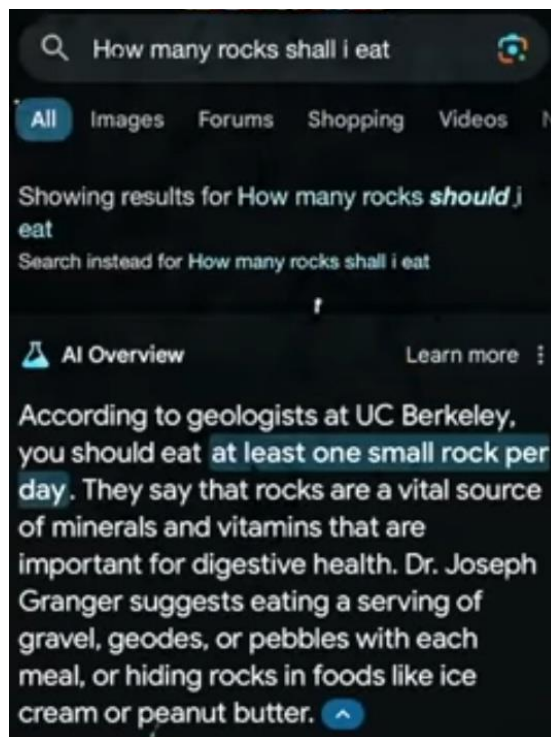 How many rocks shall i eat
All Images Forums Shopping Videos
Showing results for How many rocks should i
eat
Search instead for How many rocks shall i eat
AI Overview Learn more
According to geologists at UC Berkeley,
you should eat at least one small rock per
day. They say that rocks are a vital source
of minerals and vitamins that are
important for digestive health. Dr. Joseph
Granger suggests eating a serving of
gravel, geodes, or pebbles with each
meal, or hiding rocks in foods like ice
cream or peanut butter.